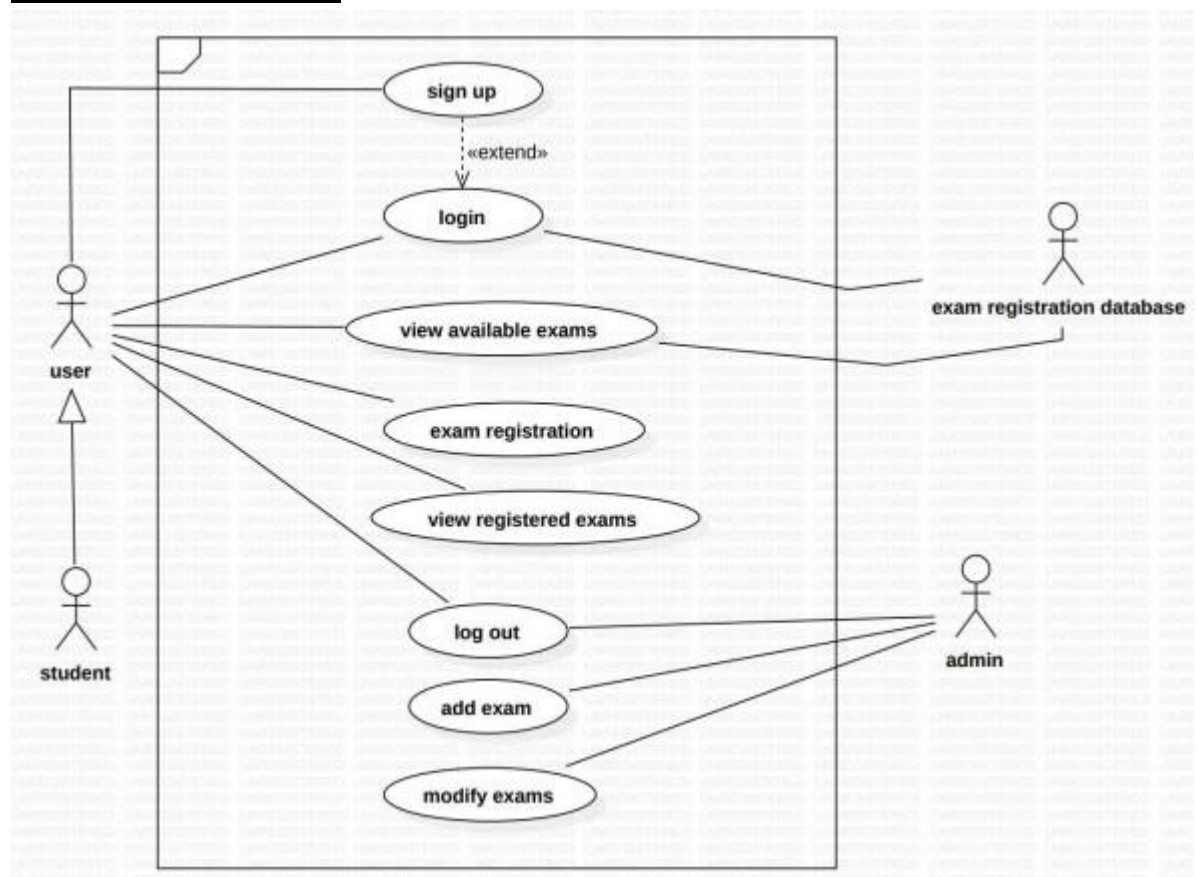 sign up
«extend»
login
exam registration database
view available exams
user
exam registration
view registered exams
log out
admin
student
add exam
modify exams